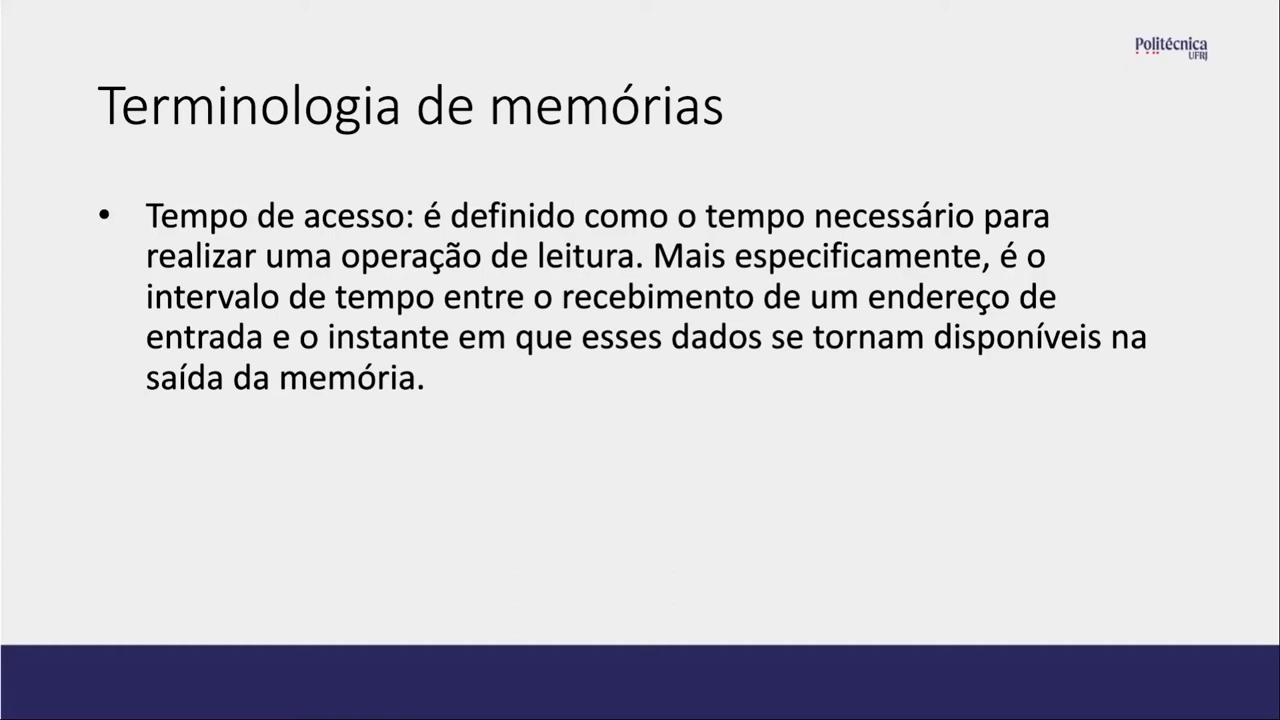 Politécnica
UFRJ
Terminologia de memórias
• Tempo de acesso: é definido como o tempo necessário para
realizar uma operação de leitura. Mais especificamente, é o
intervalo de tempo entre o recebimento de um endereço de
entrada e o instante em que esses dados se tornam disponíveis na
saída da memória.